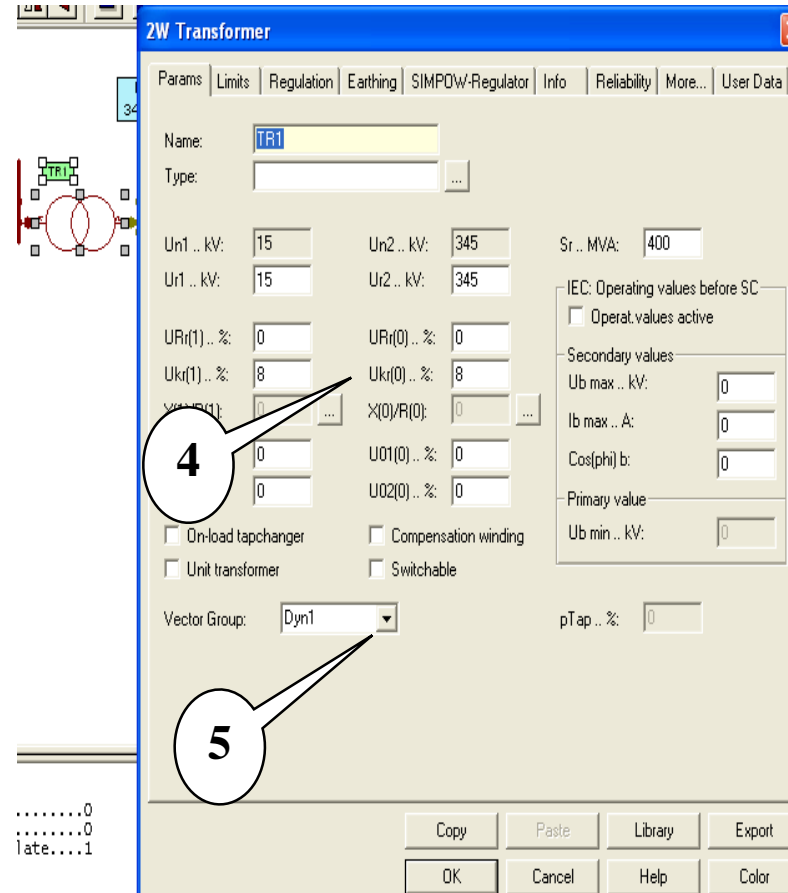 2W Transformer
Params Limits Regulation Earthing SIMPOW-Regulator Info Reliability More... User Data
34
TR1
Name: TR1
Type: ...
Un1 .. kV: 15 Un2 .. kV: 345 Sr .. MVA: 400
Ur1 .. kV: 15 Ur2 .. kV: 345
IEC: Operating values before SC
Operat.values active
URr(1) .. %: 0 URr(0) .. %: 0
Secondary values
Ukr(1) .. %: 8 Ukr(0) .. %: 8 Ub max .. kV: 0
X(1)/R(1): 0 ... X(0)/R(0): 0 ... Ib max .. A: 0
4
0 U01(0) .. %: 0 Cos(phi) b: 0
0 U02(0) .. %: 0
Primary value
On-load tapchanger Compensation winding Ub min .. kV: 0
Unit transformer Switchable
Vector Group: Dyn1 pTap .. %: 0
5
........0
........0
late....1
Copy Paste Library Export
OK Cancel Help Color